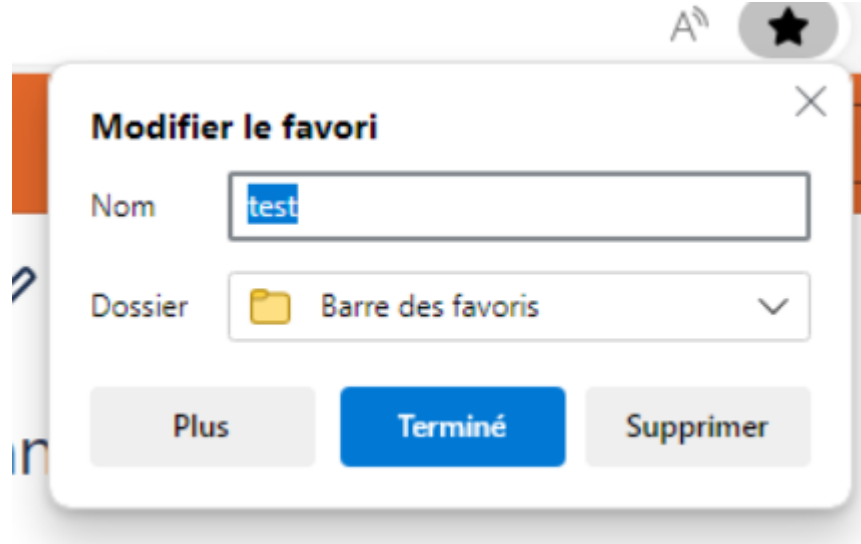 A
Modifier le favori
Nom test
Dossier Barre des favoris
Plus Terminé Supprimer